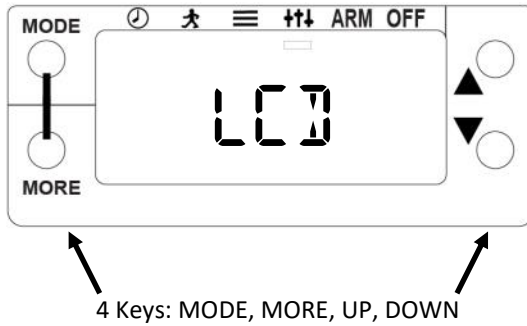 MODE
ARM OFF
LCD
MORE
4 Keys: MODE, MORE, UP, DOWN